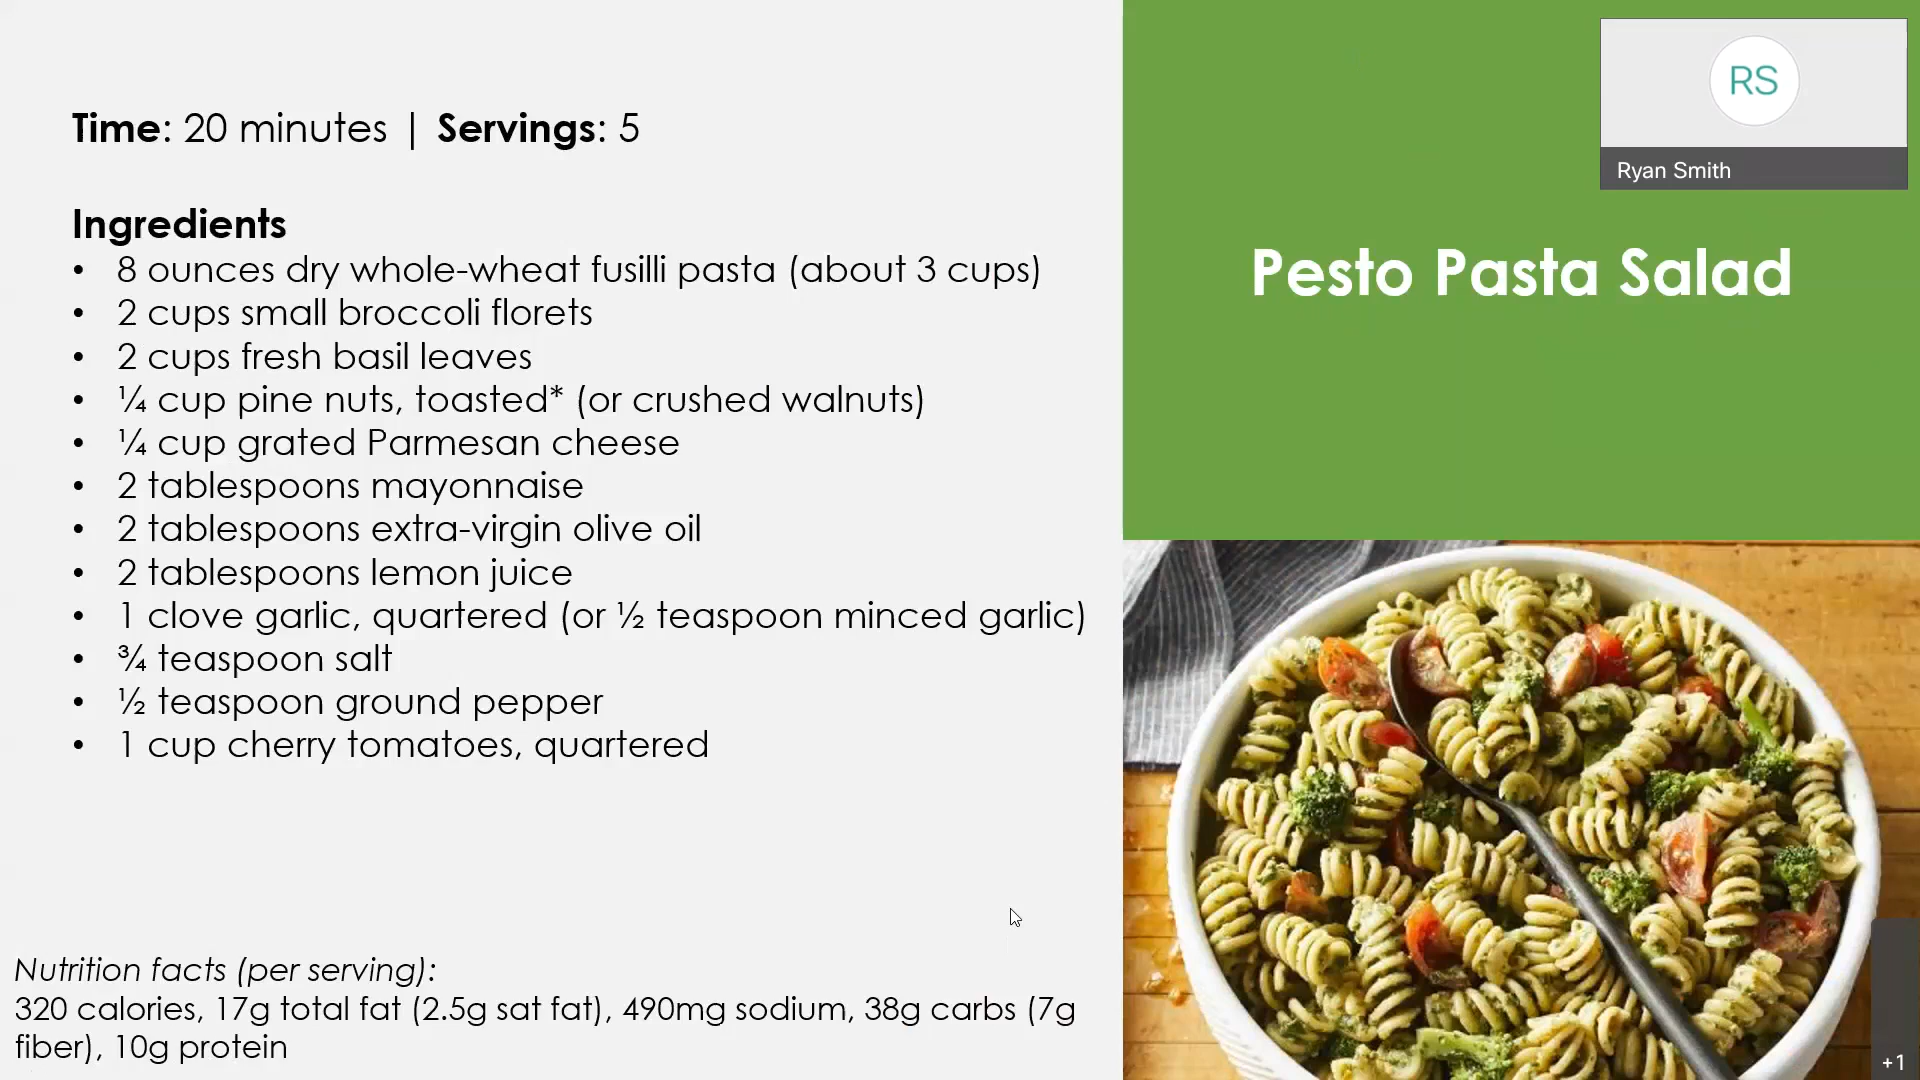 Time: 20 minutes | Servings: 5
Ingredients
• 8 ounces dry whole-wheat fusilli pasta (about 3 cups)
• 2 cups small broccoli florets
• 2 cups fresh basil leaves
• ¼ cup pine nuts, toasted* (or crushed walnuts)
• ¼ cup grated Parmesan cheese
• 2 tablespoons mayonnaise
• 2 tablespoons extra-virgin olive oil
• 2 tablespoons lemon juice
• 1 clove garlic, quartered (or ½ teaspoon minced garlic)
• ¾ teaspoon salt
• ½ teaspoon ground pepper
• 1 cup cherry tomatoes, quartered
Nutrition facts (per serving):
320 calories, 17g total fat (2.5g sat fat), 490mg sodium, 38g carbs (7g
fiber), 10g protein
RS
Ryan Smith
Pesto Pasta Salad
+1